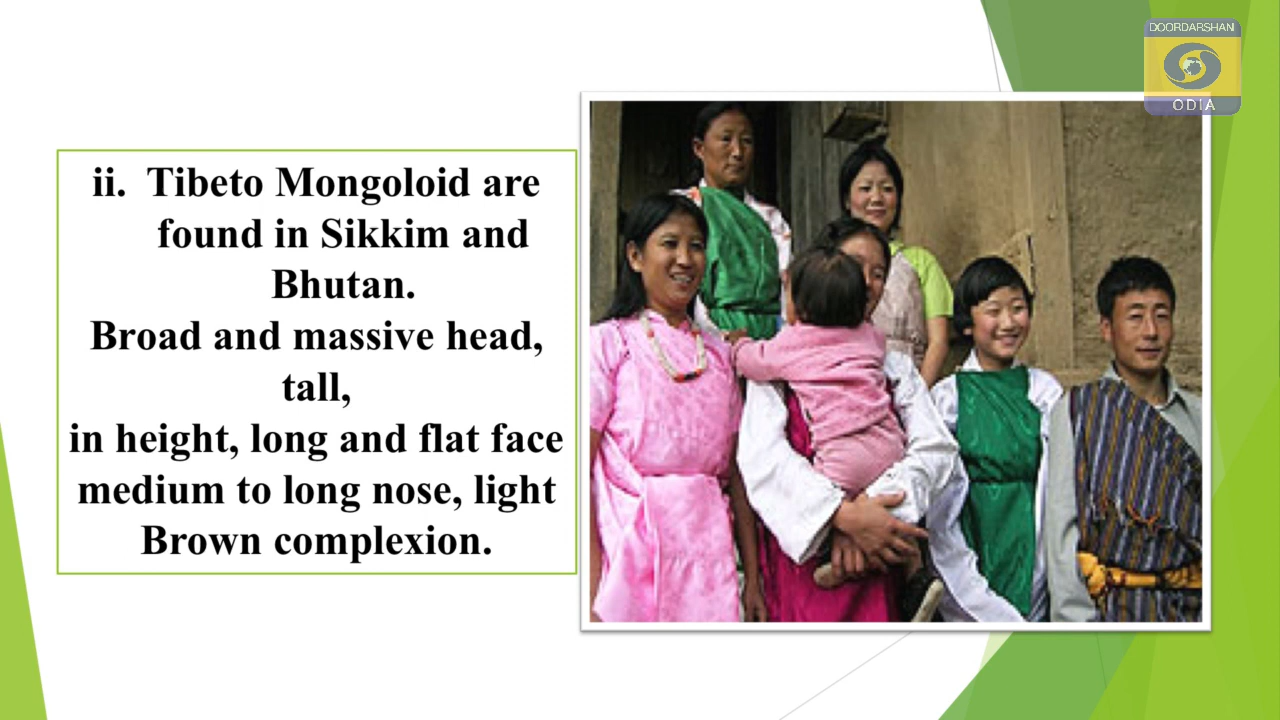 DOORDARSHAN
ODIA
ii. Tibeto Mongoloid are
found in Sikkim and
Bhutan.
Broad and massive head,
tall,
in height, long and flat face
medium to long nose, light
Brown complexion.